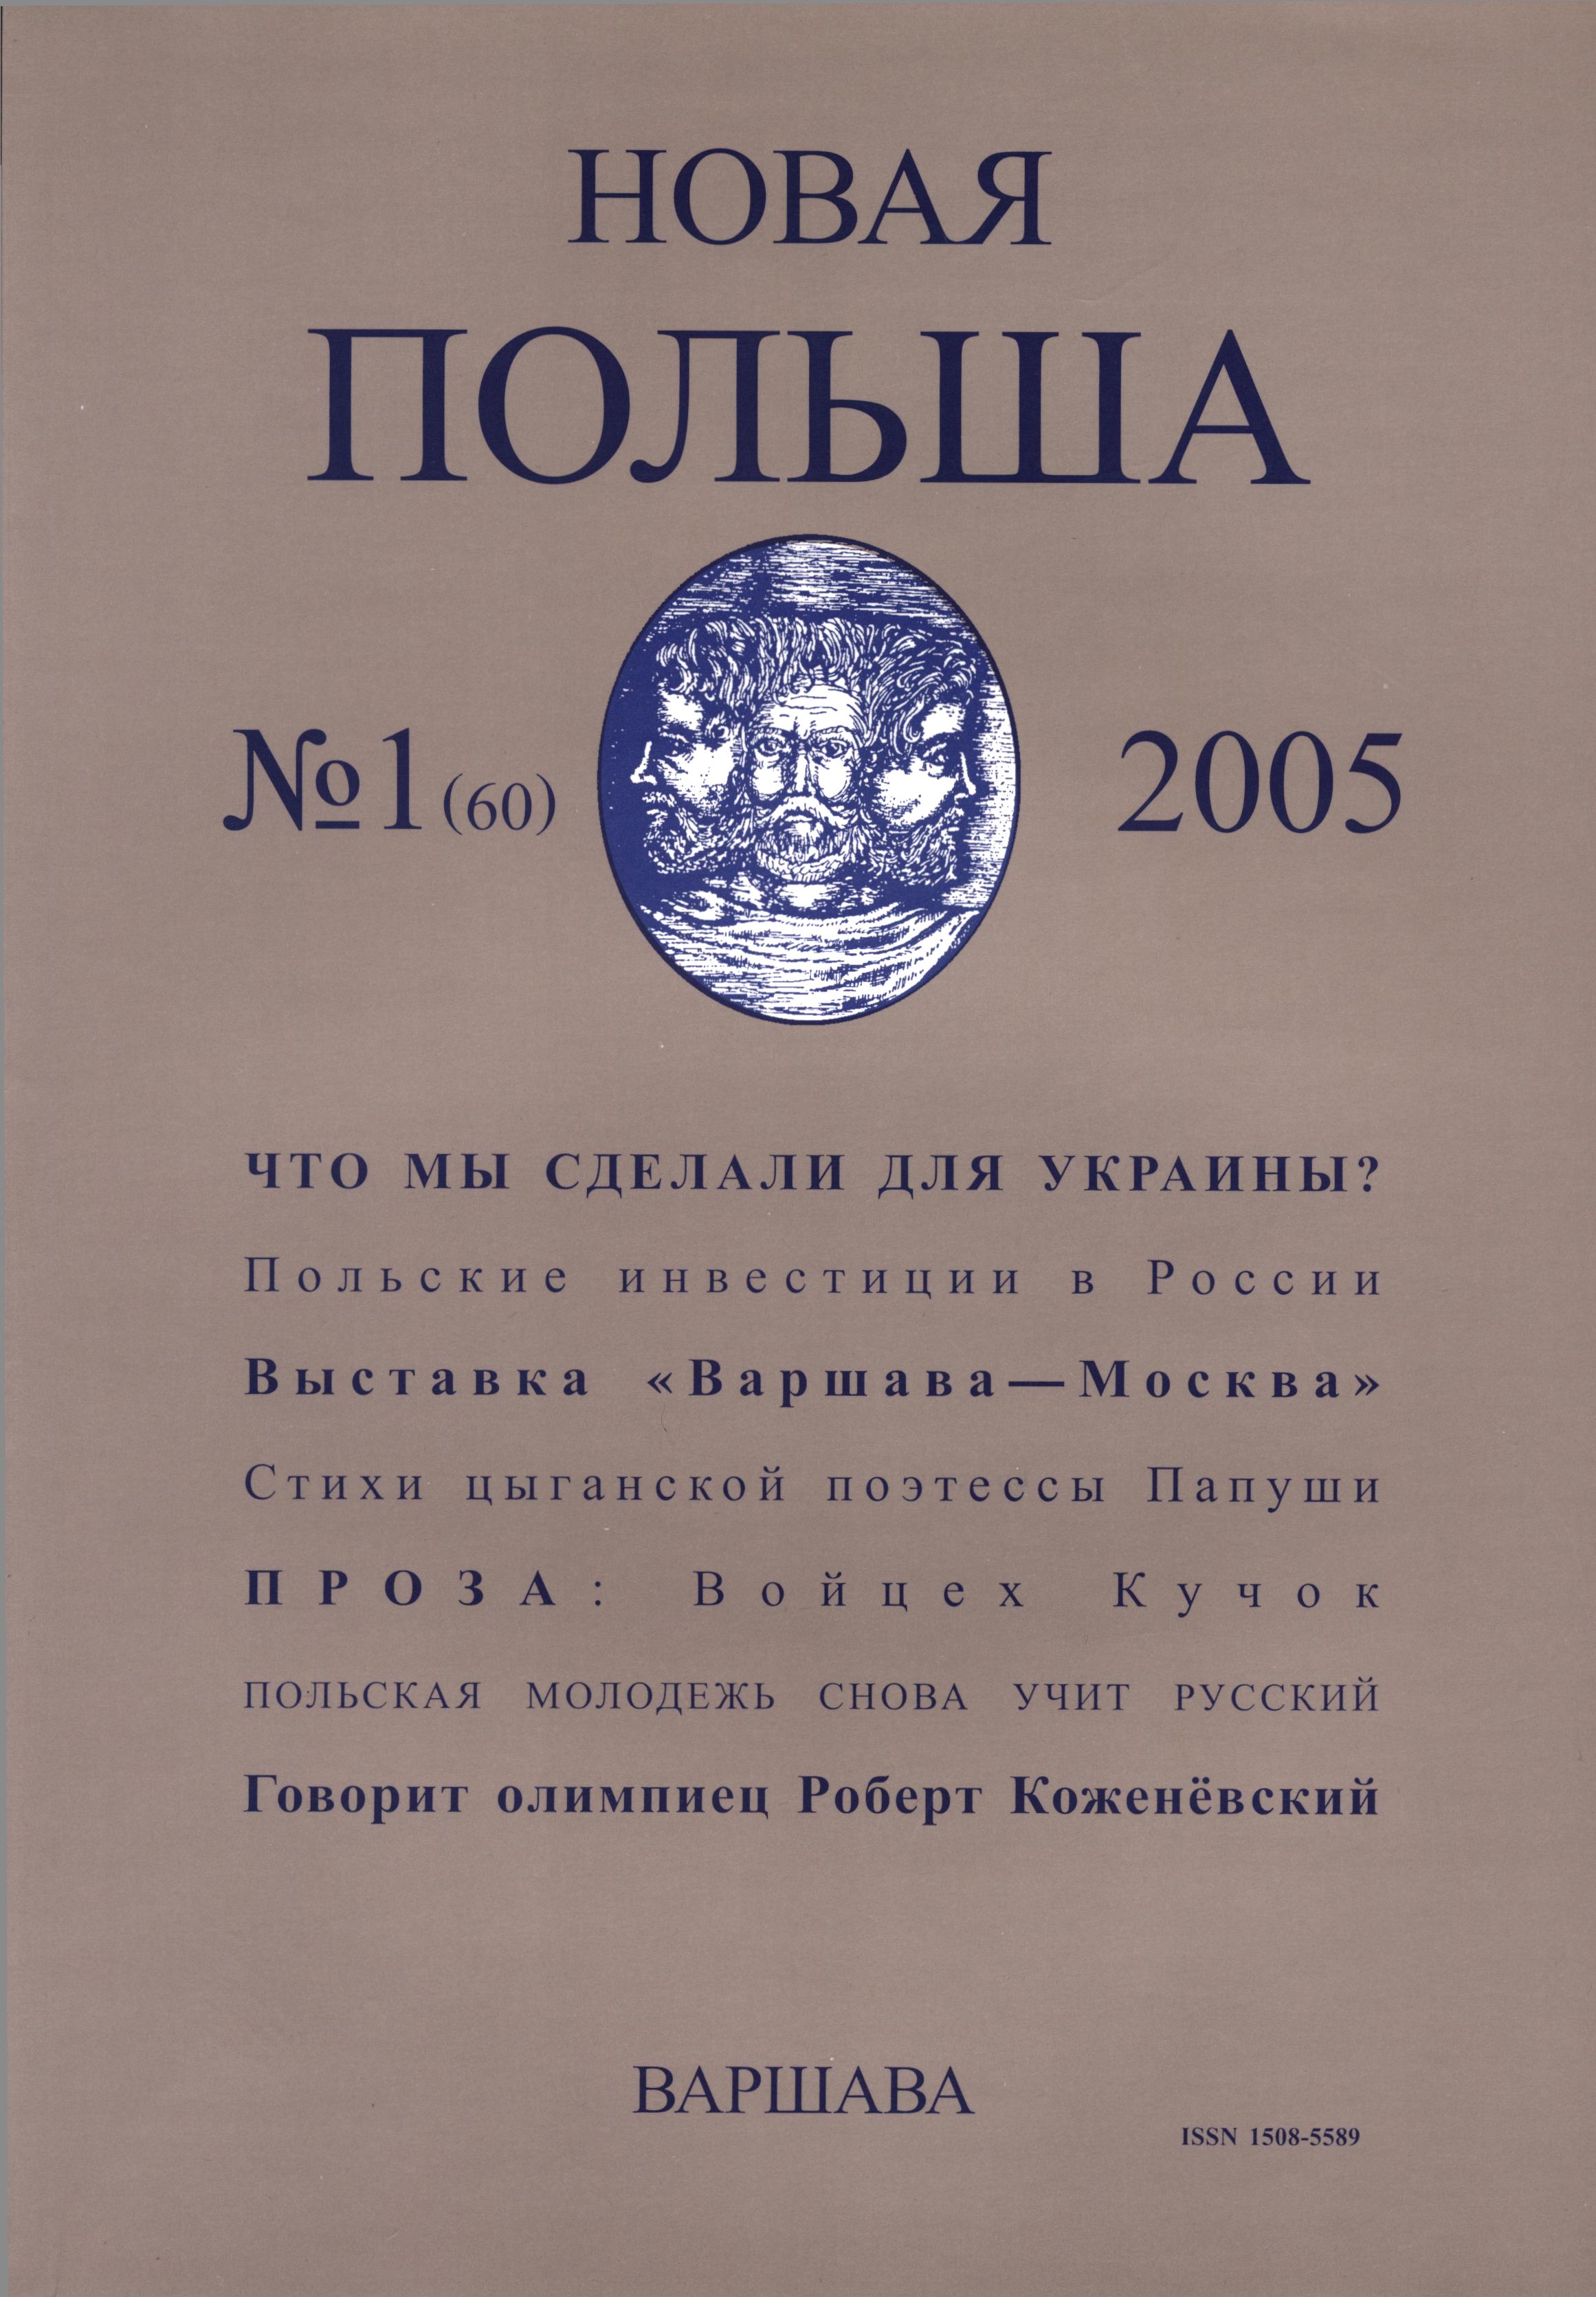 НОВАЯ
ПОЛЬША
№1(60) 2005
ЧТО МЫ СДЕЛАЛИ ДЛЯ УКРАИНЫ?
Польские инвестиции в России
Выставка «Варшава—Москва»
Стихи цыганской поэтессы Папуши
ПРОЗА: Войцех Кучок
ПОЛЬСКАЯ МОЛОДЕЖЬ СНОВА УЧИТ РУССКИЙ
Говорит олимпиец Роберт Коженёвский
ВАРШАВА
ISSN 1508-5589